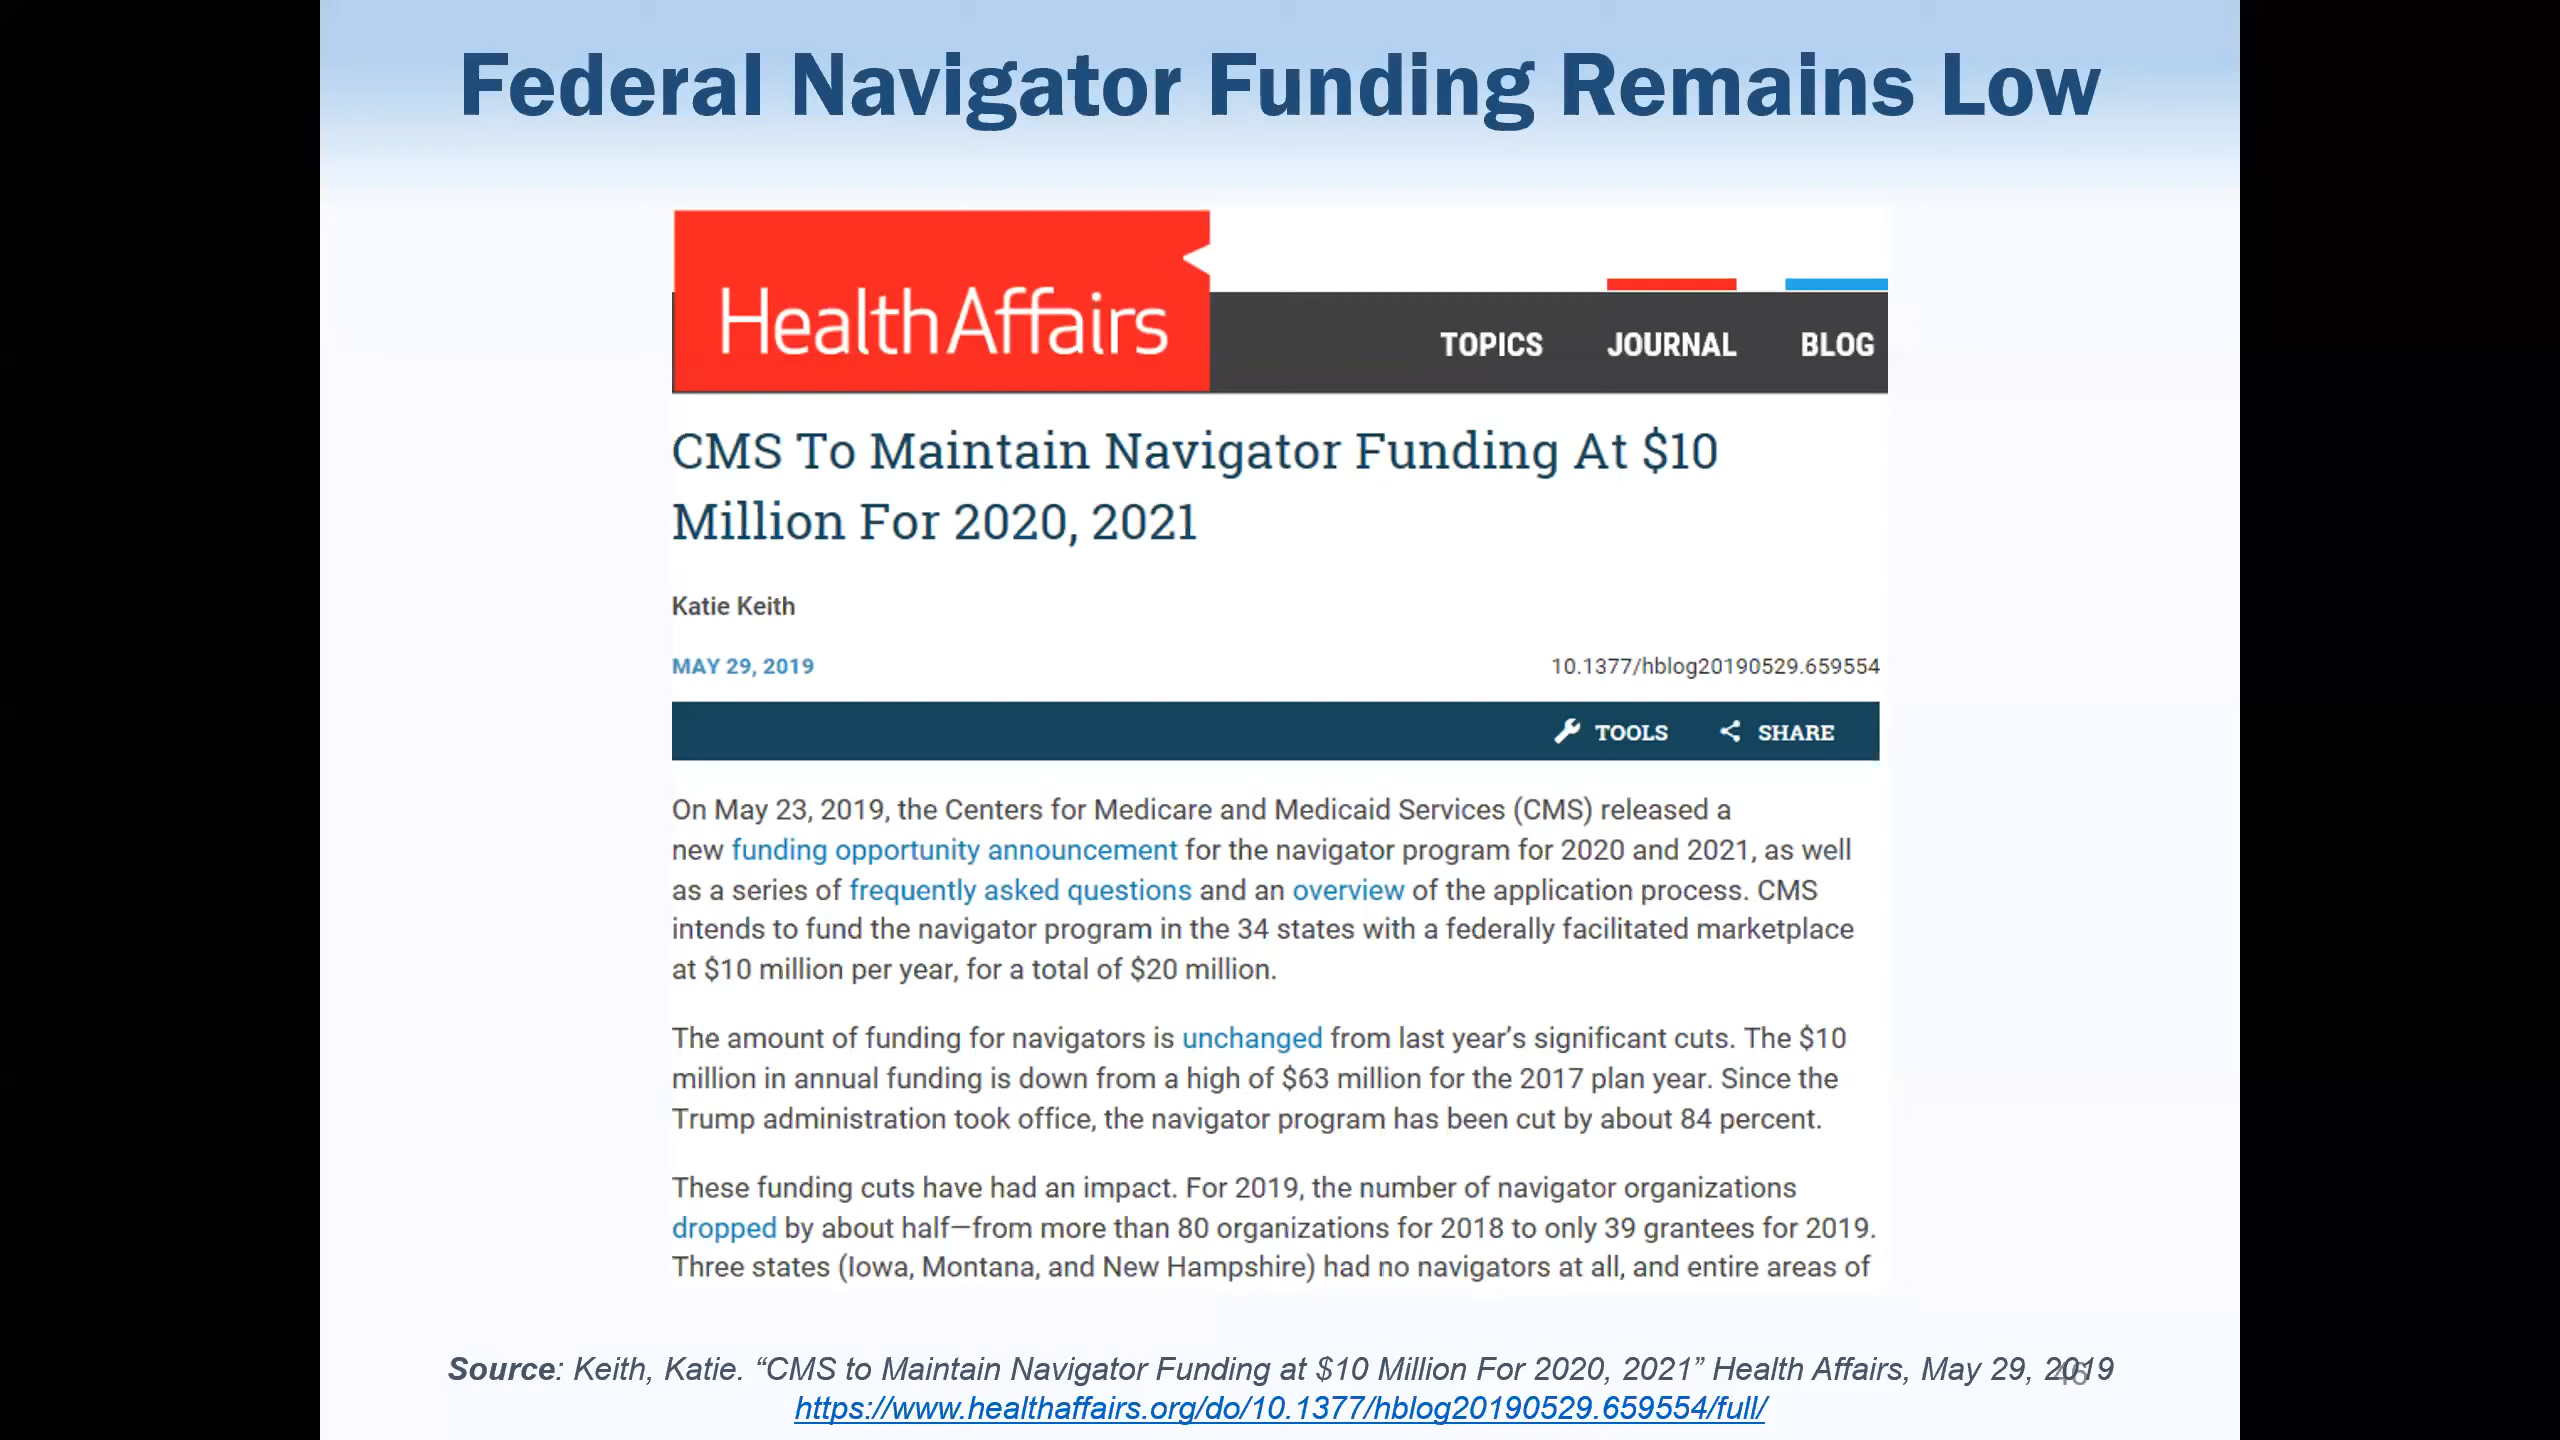 Federal Navigator Funding Remains Low
HealthAffairs
TOPICS JOURNAL BLOG
CMS To Maintain Navigator Funding At $10
Million For 2020, 2021
Katie Keith
MAY 29, 2019 10.1377/hblog20190529.659554
TOOLS SHARE
On May 23, 2019, the Centers for Medicare and Medicaid Services (CMS) released a
new funding opportunity announcement for the navigator program for 2020 and 2021, as well
as a series of frequently asked questions and an overview of the application process. CMS
intends to fund the navigator program in the 34 states with a federally facilitated marketplace
at $10 million per year, for a total of $20 million.
The amount of funding for navigators is unchanged from last year’s significant cuts. The $10
million in annual funding is down from a high of $63 million for the 2017 plan year. Since the
Trump administration took office, the navigator program has been cut by about 84 percent.
These funding cuts have had an impact. For 2019, the number of navigator organizations
dropped by about half—from more than 80 organizations for 2018 to only 39 grantees for 2019.
Three states (Iowa, Montana, and New Hampshire) had no navigators at all, and entire areas of
Source: Keith, Katie. “CMS to Maintain Navigator Funding at $10 Million For 2020, 2021” Health Affairs, May 29, 2019
46
https://www.healthaffairs.org/do/10.1377/hblog20190529.659554/full/